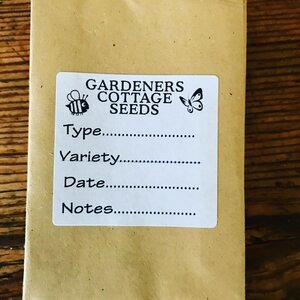 GARDENERS
COTTAGE
SEEDS
Type.......................
Variety....................
Date.......................
Notes.....................